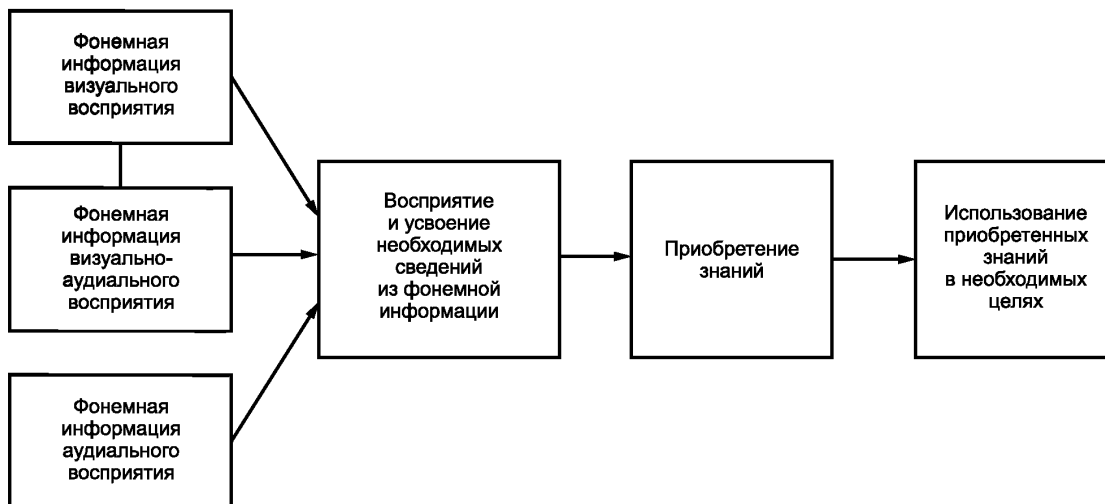 Фонемная
информация
визуального
восприятия
Фонемная
информация
визуально-
аудиального
восприятия
Фонемная
информация
аудиального
восприятия
Восприятие
и усвоение
необходимых
сведений
из фонемной
информации
Приобретение
знаний
Использование
приобретенных
знаний
в необходимых
целях